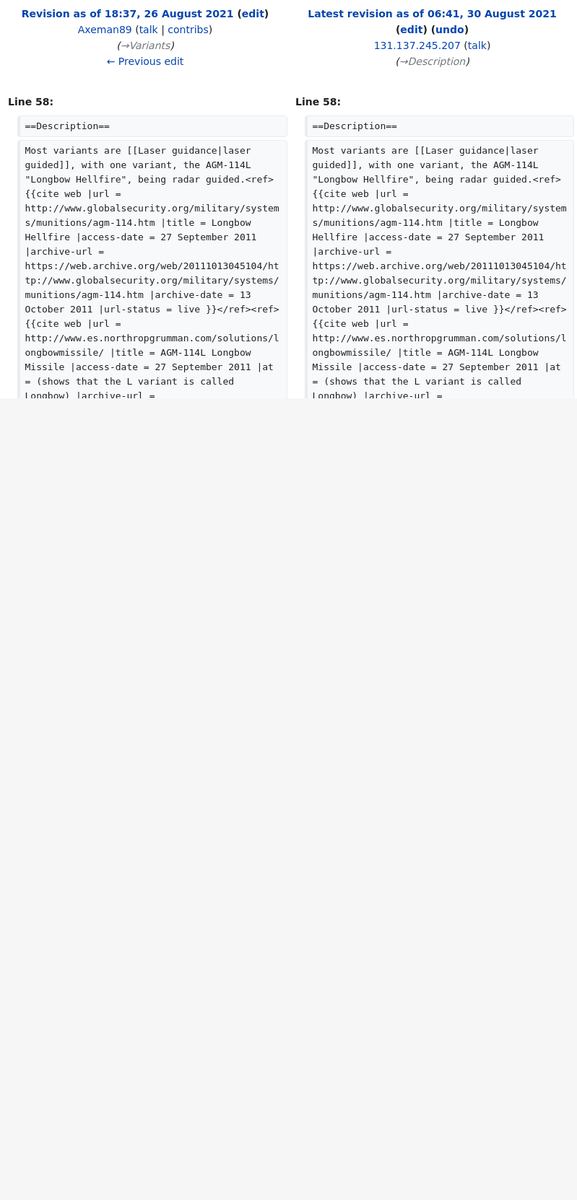 Revision as of 18:37, 26 August 2021 (edit)
Axeman89 (talk | contribs)
(→Variants)
← Previous edit
Latest revision as of 06:41, 30 August 2021
(edit) (undo)
131.137.245.207 (talk)
(→Description)
Line 58:
Line 58:
==Description==
==Description==
Most variants are [[Laser guidance|laser
guided]], with one variant, the AGM-114L
"Longbow Hellfire", being radar guided.<ref>
{{cite web |url =
http://www.globalsecurity.org/military/system
s/munitions/agm-114.htm |title = Longbow
Hellfire |access-date = 27 September 2011
|archive-url =
https://web.archive.org/web/20111013045104/ht
tp://www.globalsecurity.org/military/systems/
munitions/agm-114.htm |archive-date = 13
October 2011 |url-status = live }}</ref><ref>
{{cite web |url =
http://www.es.northropgrumman.com/solutions/l
ongbowmissile/ |title = AGM-114L Longbow
Missile |access-date = 27 September 2011 |at
= (shows that the L variant is called
Longbow) |archive-url =
Most variants are [[Laser guidance|laser
guided]], with one variant, the AGM-114L
"Longbow Hellfire", being radar guided.<ref>
{{cite web |url =
http://www.globalsecurity.org/military/system
s/munitions/agm-114.htm |title = Longbow
Hellfire |access-date = 27 September 2011
|archive-url =
https://web.archive.org/web/20111013045104/ht
tp://www.globalsecurity.org/military/systems/
munitions/agm-114.htm |archive-date = 13
October 2011 |url-status = live }}</ref><ref>
{{cite web |url =
http://www.es.northropgrumman.com/solutions/l
ongbowmissile/ |title = AGM-114L Longbow
Missile |access-date = 27 September 2011 |at
= (shows that the L variant is called
Longbow) |archive-url =